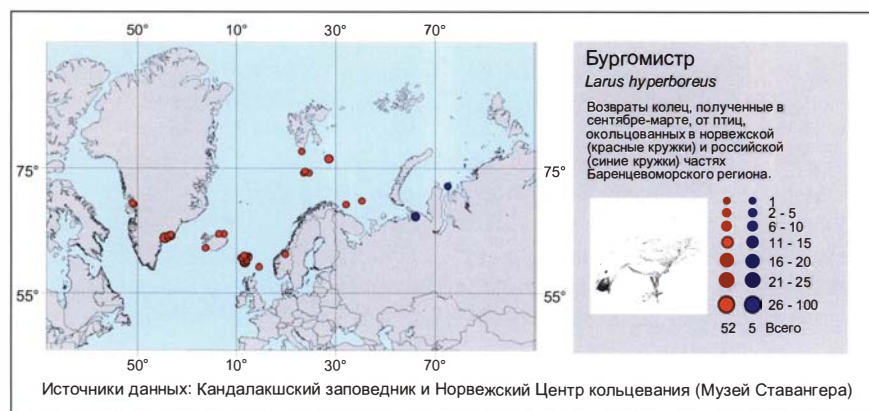 50° 10° 30° 70°
75° 75°
55° 55°
50° 10° 30° 70°
Бургомистр
Larus hyperboreus
Возвраты колец, полученные в
сентябре-марте, от птиц,
окольцованных в норвежской
(красные кружки) и российской
(синие кружки) частях
Баренцевоморского региона.
1
2 - 5
6 - 10
11 - 15
16 - 20
21 - 25
26 - 100
52 5 Всего
Источники данных: Кандалакшский заповедник и Норвежский Центр кольцевания (Музей Ставангера)